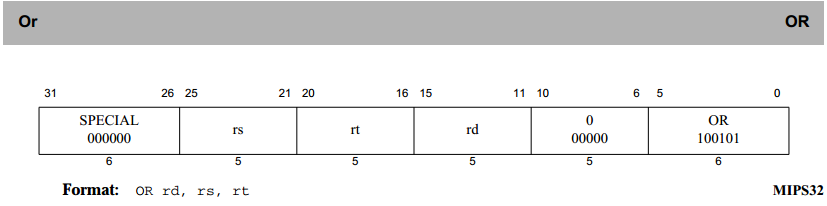 Or OR
31 26 25 21 20 16 15 11 10 6 5 0
SPECIAL rs rt rd 0 OR
000000 00000 100101
6 5 5 5 5 6
Format: OR rd, rs, rt MIPS32